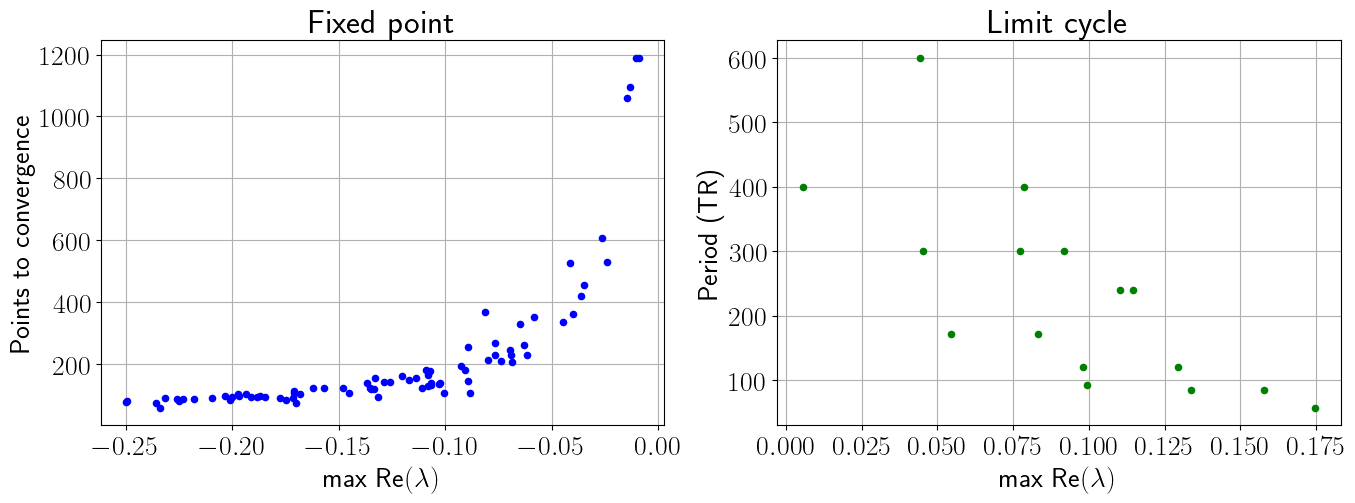 Fixed point
1200
1000
800
600
400
200
Points to convergence
−0.25 −0.20 −0.15 −0.10 −0.05 0.00
max Re(λ)
Limit cycle
600
500
400
300
200
100
Period (TR)
0.000 0.025 0.050 0.075 0.100 0.125 0.150 0.175
max Re(λ)